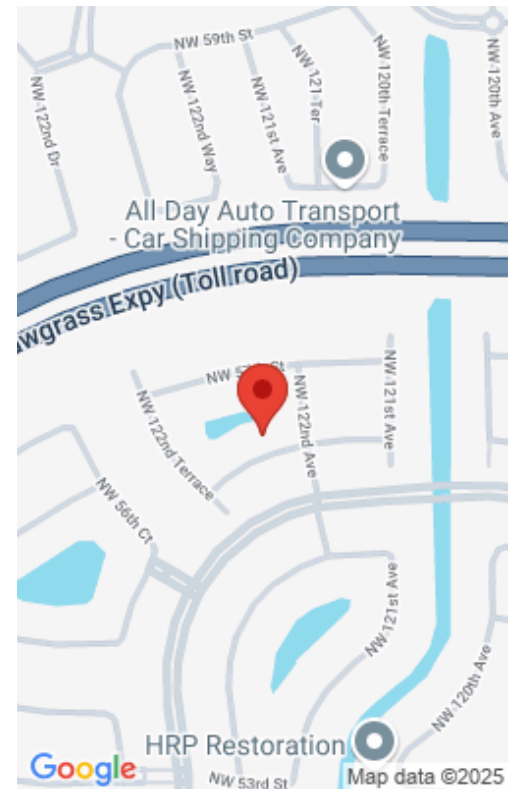 NW 59th St
NW 122nd Dr
NW 122nd Way
NW 121st Ave
NW 121 Ter
NW 120th Terrace
NW 120th Ave
All Day Auto Transport
- Car Shipping Company
wgrass Expy (Toll road)
NW
St
NW 122nd Terrace
NW 122nd Ave
NW 121st Ave
NW 56th Ct
NW 121st Ave
NW 120th Ave
HRP Restoration
Google
NW 53rd St
Map data ©2025